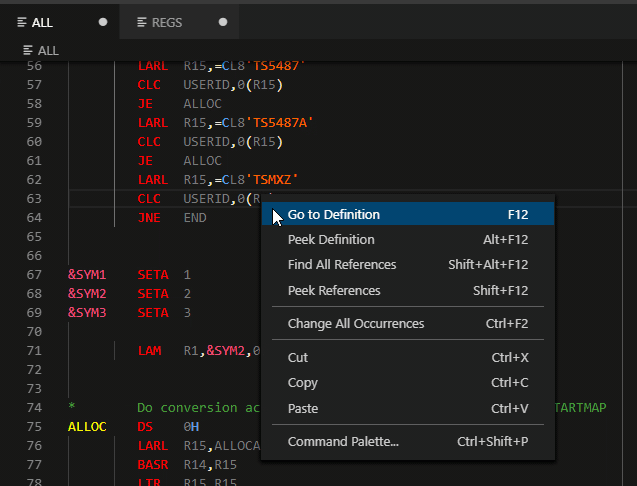 ALL REGS
ALL
56 LARL R15,=CL8'TS5487'
57 CLC USERID,0(R15)
58 JE ALLOC
59 LARL R15,=CL8'TS5487A'
60 CLC USERID,0(R15)
61 JE ALLOC
62 LARL R15,=CL8'TSMXZ'
63 CLC USERID,0(R
64 JNE END
65
66
67 &SYM1 SETA 1
68 &SYM2 SETA 2
69 &SYM3 SETA 3
70
71 LAM R1,&SYM2,0
72
73
74 * Do conversion ac TARTMAP
75 ALLOC DS 0H
76 LARL R15,ALLOCA
77 BASR R14,R15
78 LTR R15,R15
Go to Definition F12
Peek Definition Alt+F12
Find All References Shift+Alt+F12
Peek References Shift+F12
Change All Occurrences Ctrl+F2
Cut Ctrl+X
Copy Ctrl+C
Paste Ctrl+V
Command Palette... Ctrl+Shift+P